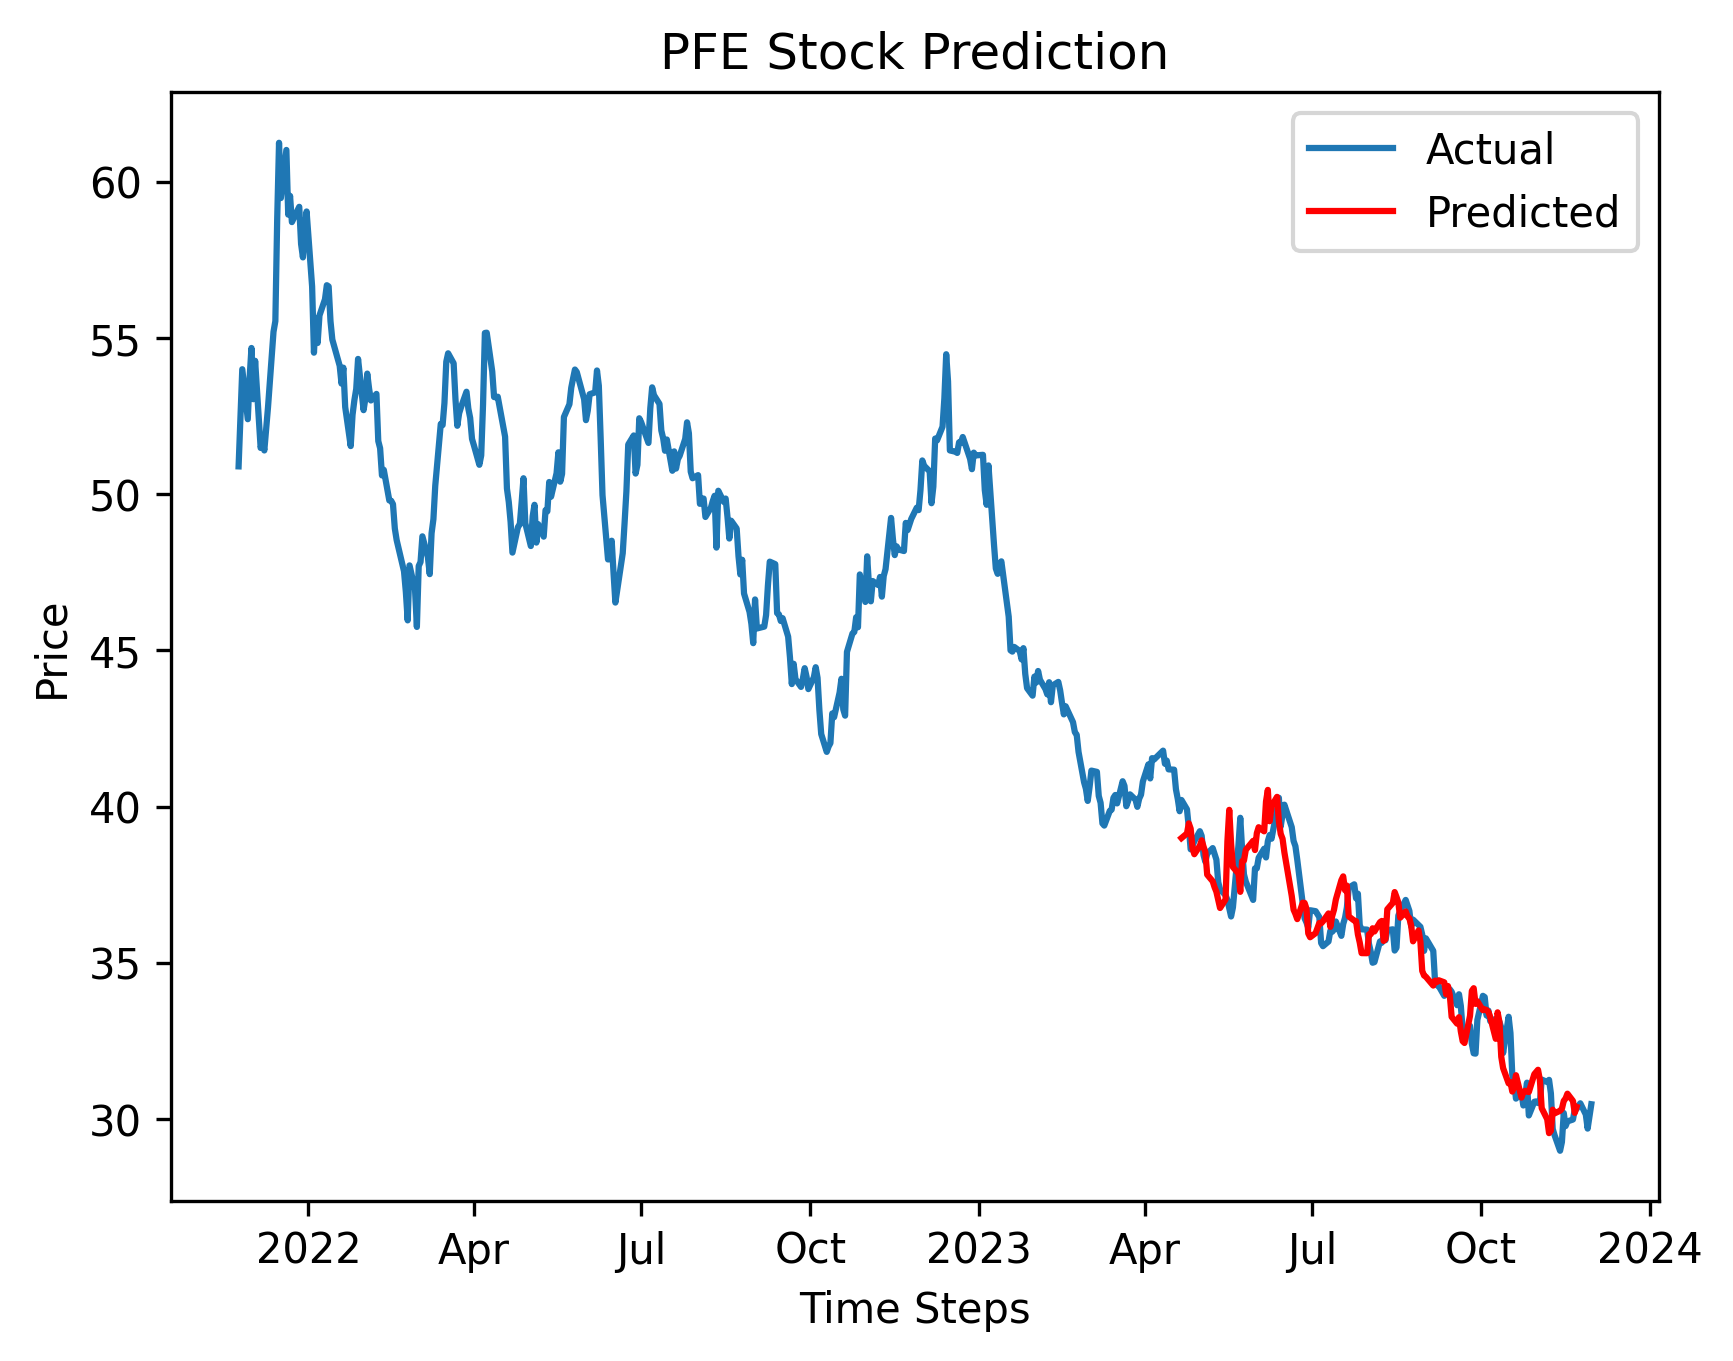 PFE Stock Prediction
Actual
Predicted
60
55
50
45
40
35
30
Price
2022 Apr Jul Oct 2023 Apr Jul Oct 2024
Time Steps